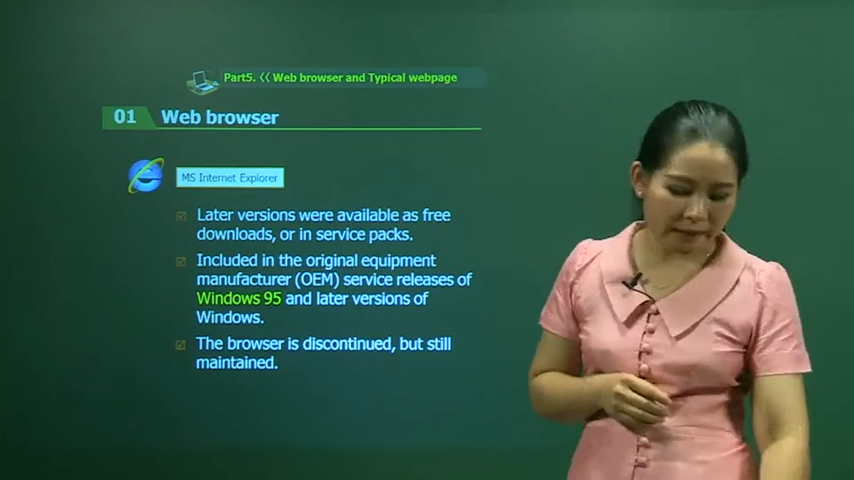 Part5. 《 Web browser and Typical webpage
01 Web browser
MS Internet Explorer
Later versions were available as free
downloads, or in service packs.
Included in the original equipment
manufacturer (OEM) service releases of
Windows 95 and later versions of
Windows.
The browser is discontinued, but still
maintained.